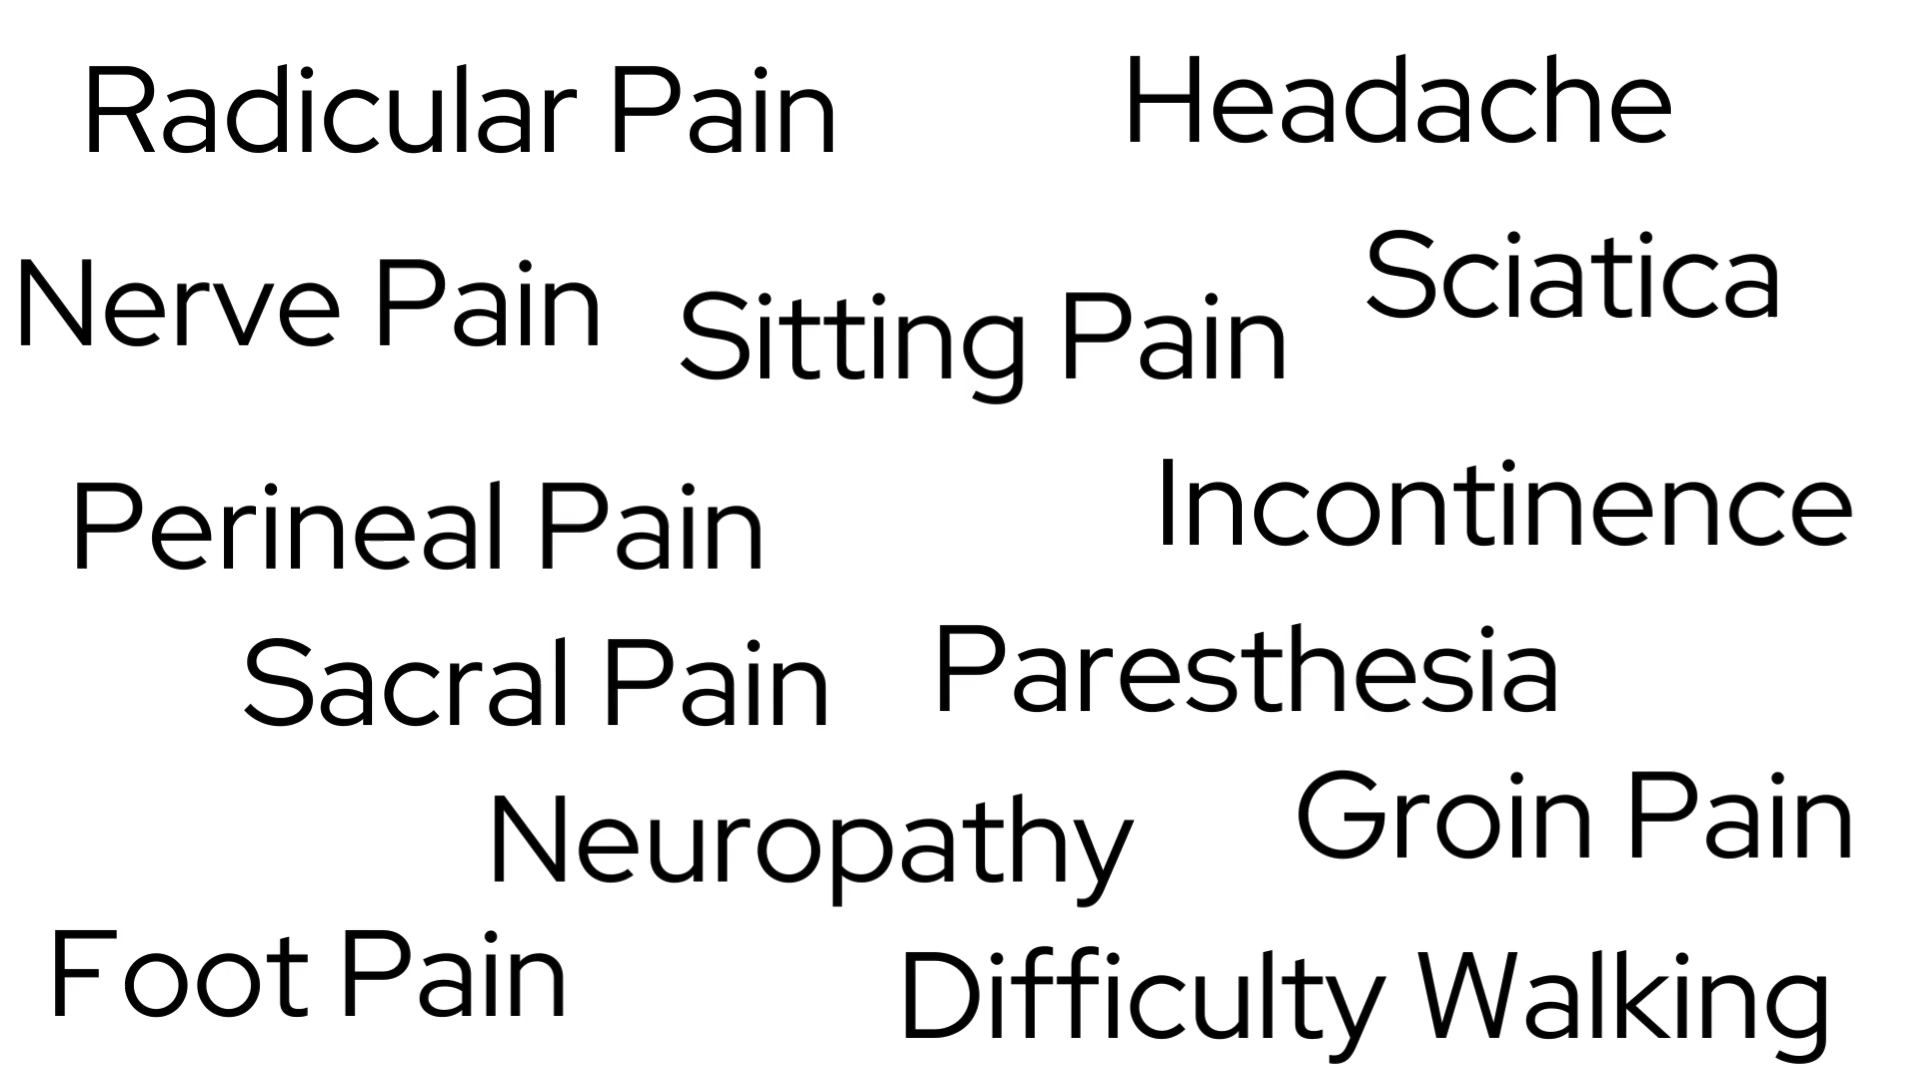 Radicular Pain
Headache
Nerve Pain
Sitting Pain
Sciatica
Perineal Pain
Incontinence
Sacral Pain
Paresthesia
Neuropathy
Groin Pain
Foot Pain
Difficulty Walking